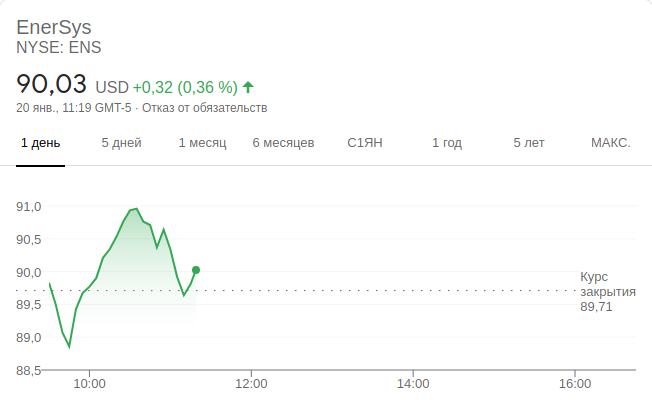 EnerSys
NYSE: ENS
90,03 USD +0,32 (0,36 %)
20 янв., 11:19 GMT-5 · Отказ от обязательств
1 день 5 дней 1 месяц 6 месяцев С1ЯН 1 год 5 лет МАКС.
91,0
90,5
90,0
89,5
89,0
88,5
Курс
закрытия
89,71
10:00 12:00 14:00 16:00